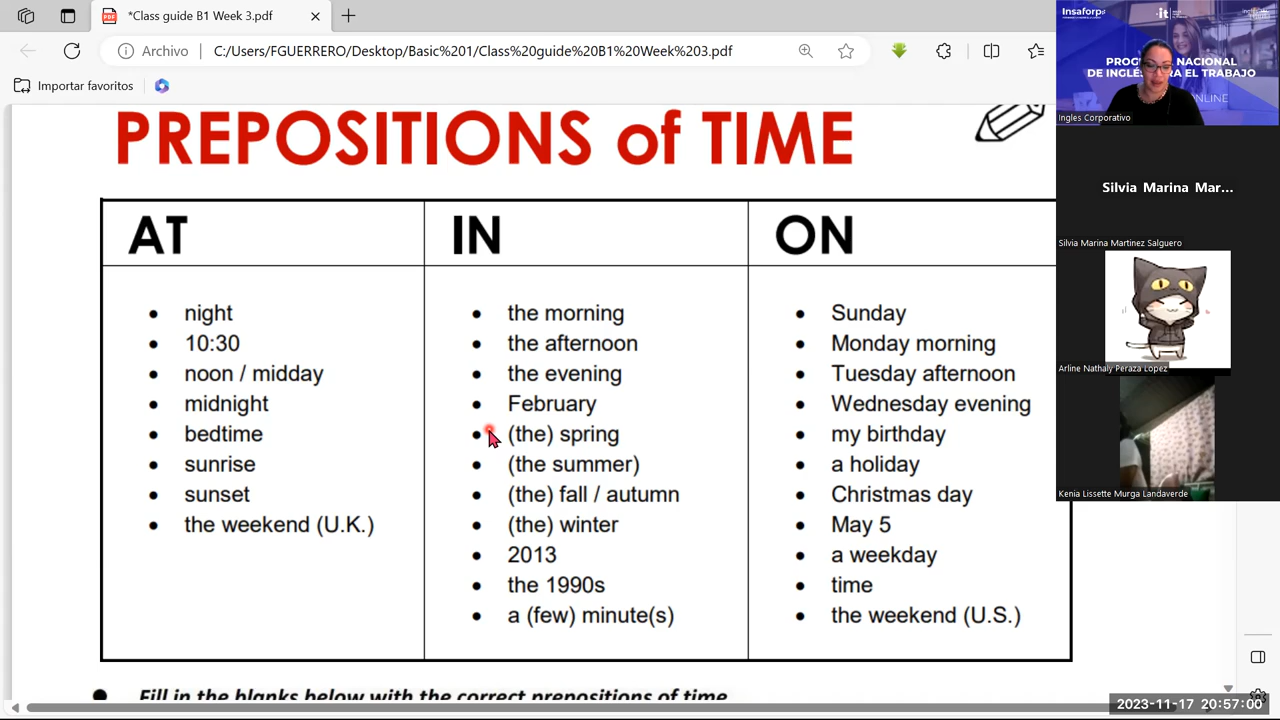 *Class guide B1 Week 3.pdf
Archivo
C:/Users/FGUERRERO/Desktop/Basic%201/Class%20guide%20B1%20Week%203.pdf
Importar favoritos
PREPOSITIONS of TIME
AT
IN
ON
night
10:30
noon / midday
midnight
bedtime
sunrise
sunset
the weekend (U.K.)
the morning
the afternoon
the evening
February
(the) spring
(the summer)
(the) fall / autumn
(the) winter
2013
the 1990s
a (few) minute(s)
Sunday
Monday morning
Tuesday afternoon
Wednesday evening
my birthday
a holiday
Christmas day
May 5
a weekday
time
the weekend (U.S.)
Fill in the blanks below with the correct prepositions of time
Insaforp
NACIONAL
DE INGLÉS
EL TRABAJO
Ingles Corporativo
Silvia Marina Mar...
Silvia Marina Martinez Salguero
Arline Nathaly Peraza Lopez
Kenia Lissette Murga Landaverde
2023-11-17 20:57:00